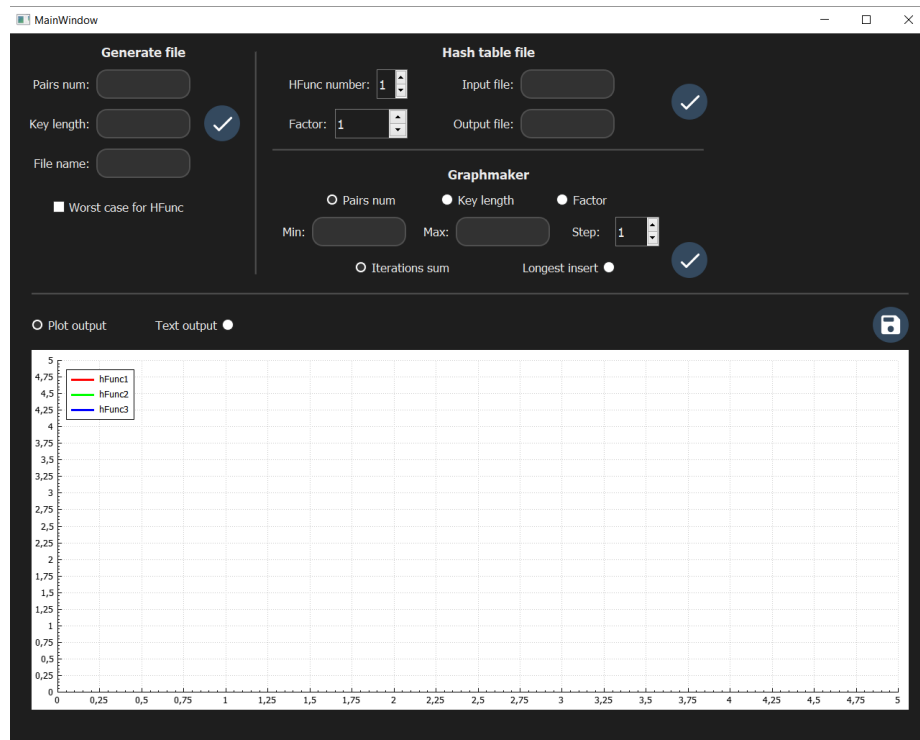 MainWindow
Generate file
Pairs num:
Key length:
File name:
Worst case for HFunc
Hash table file
HFunc number: 1
Input file:
Factor: 1
Output file:
Graphmaker
Pairs num
Key length
Factor
Min:
Max:
Step: 1
Iterations sum
Longest insert
Plot output
Text output
hFunc1
hFunc2
hFunc3
5
4,75
4,5
4,25
4
3,75
3,5
3,25
3
2,75
2,5
2,25
2
1,75
1,5
1,25
1
0,75
0,5
0,25
0
0 0,25 0,5 0,75 1 1,25 1,5 1,75 2 2,25 2,5 2,75 3 3,25 3,5 3,75 4 4,25 4,5 4,75 5